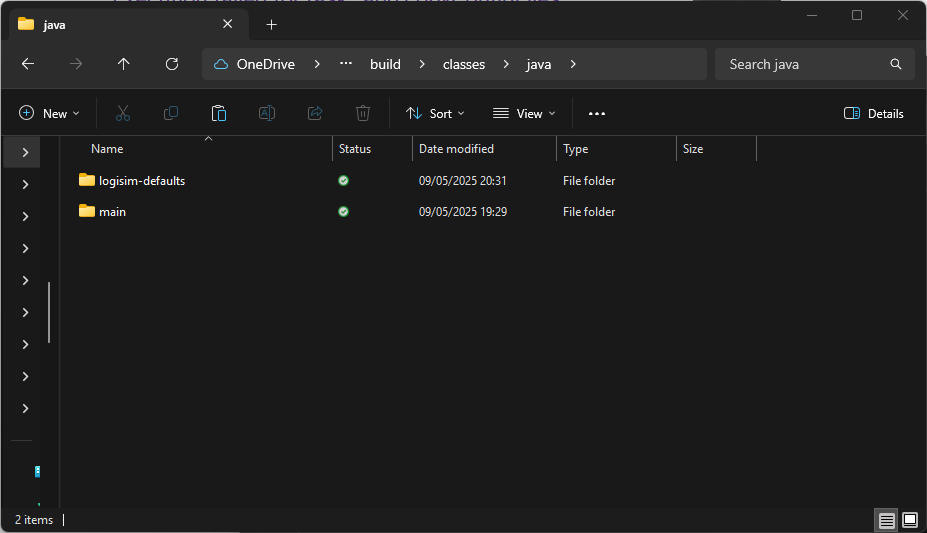 java
OneDrive > ... build > classes > java >
Search java
New
Sort
View
Details
Name Status Date modified Type Size
logisim-defaults 09/05/2025 20:31 File folder
main 09/05/2025 19:29 File folder
2 items